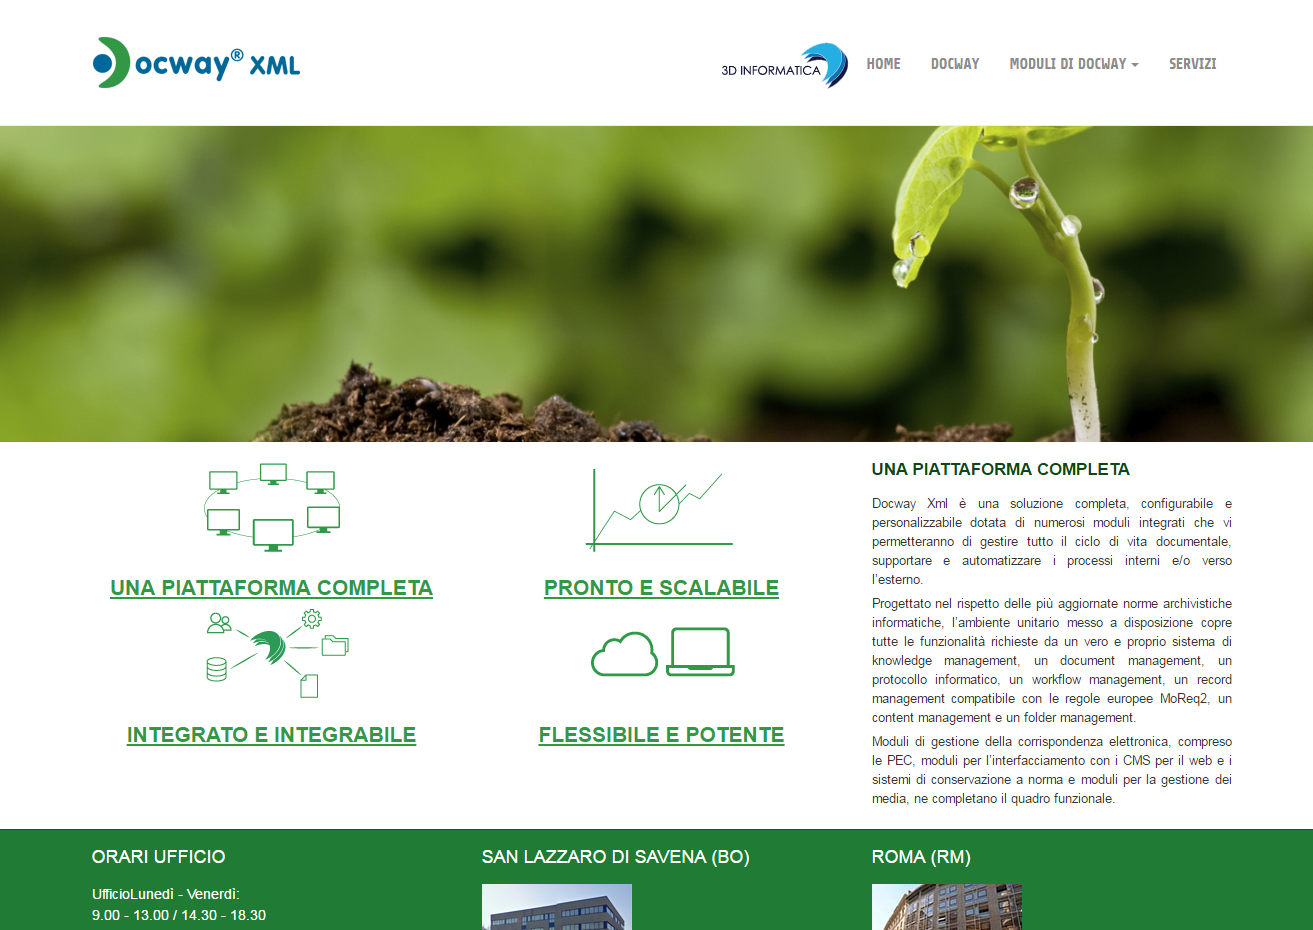 Docway® XML
3D INFORMATICA
HOME DOCWAY MODULI DI DOCWAY SERVIZI
UNA PIATTAFORMA COMPLETA
PRONTO E SCALABILE
INTEGRATO E INTEGRABILE
FLESSIBILE E POTENTE
UNA PIATTAFORMA COMPLETA
Docway Xml è una soluzione completa, configurabile e
personalizzabile dotata di numerosi moduli integrati che vi
permetteranno di gestire tutto il ciclo di vita documentale,
supportare e automatizzare i processi interni e/o verso
l'esterno.
Progettato nel rispetto delle più aggiornate norme archivistiche
informatiche, l'ambiente unitario messo a disposizione copre
tutte le funzionalità richieste da un vero e proprio sistema di
knowledge management, un document management, un
protocollo informatico, un workflow management, un record
management compatibile con le regole europee MoReq2, un
content management e un folder management.
Moduli di gestione della corrispondenza elettronica, compreso
le PEC, moduli per l'interfacciamento con i CMS per il web e i
sistemi di conservazione a norma e moduli per la gestione dei
media, ne completano il quadro funzionale.
ORARI UFFICIO
UfficioLunedì - Venerdì:
9.00 - 13.00 / 14.30 - 18.30
SAN LAZZARO DI SAVENA (BO)
ROMA (RM)